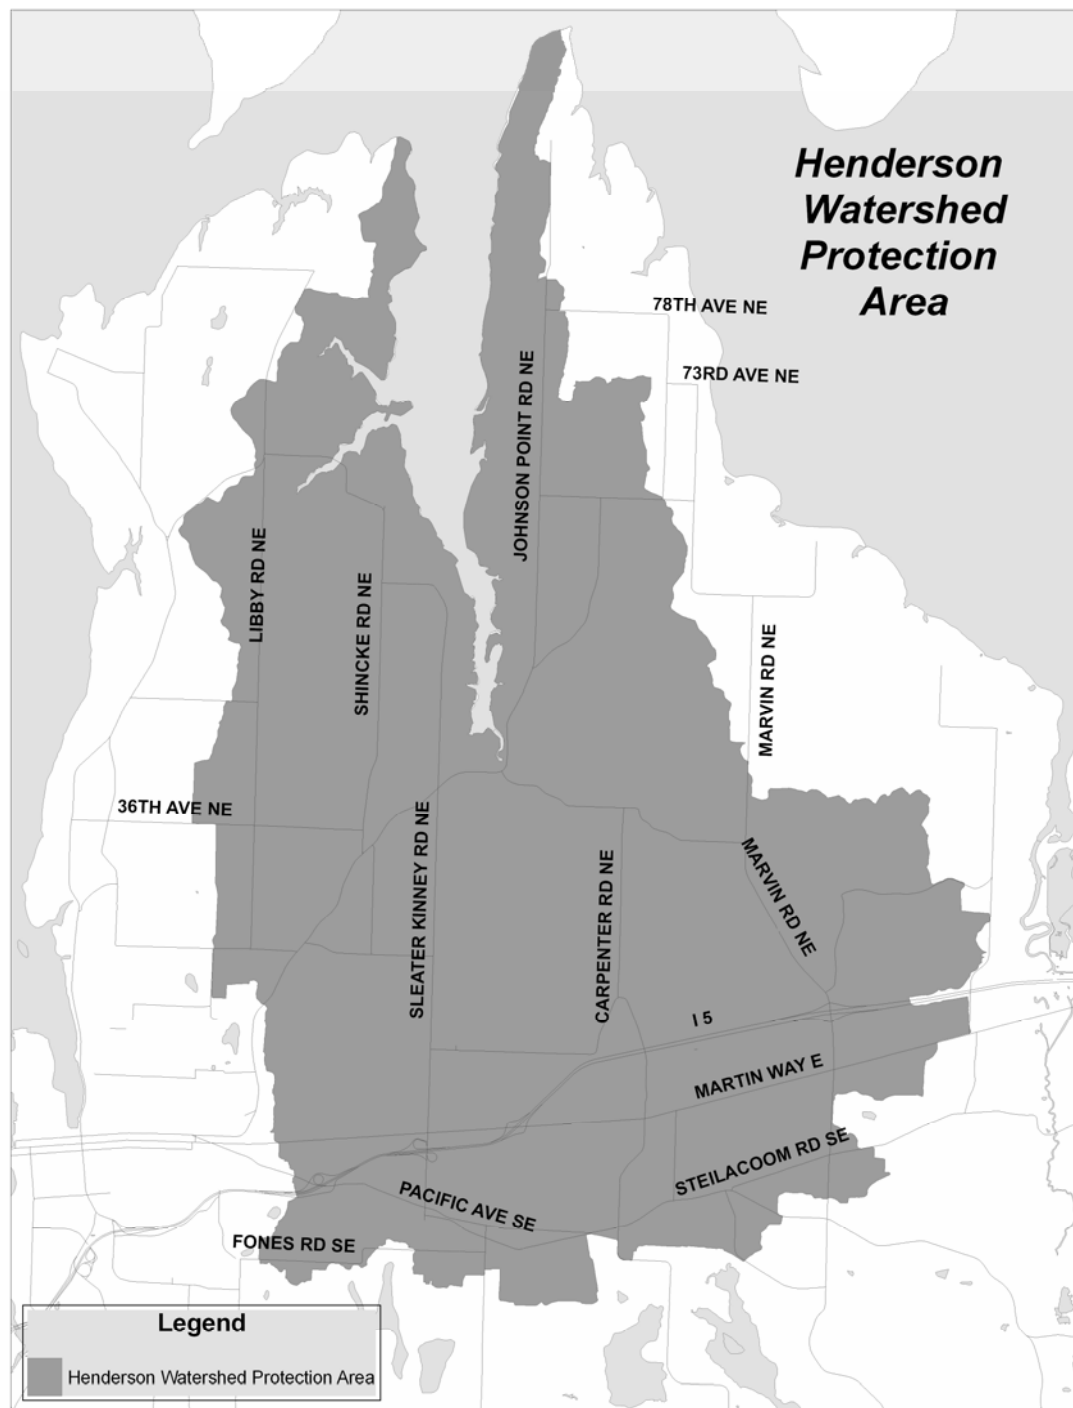 Henderson
Watershed
Protection
Area
78TH AVE NE
73RD AVE NE
JOHNSON POINT RD NE
LIBBY RD NE
SHINCKE RD NE
MARVIN RD NE
36TH AVE NE
SLEATER KINNEY RD NE
CARPENTER RD NE
MARVIN RD NE
I 5
MARTIN WAY E
STEILACOOM RD SE
PACIFIC AVE SE
FONES RD SE
Legend
Henderson Watershed Protection Area